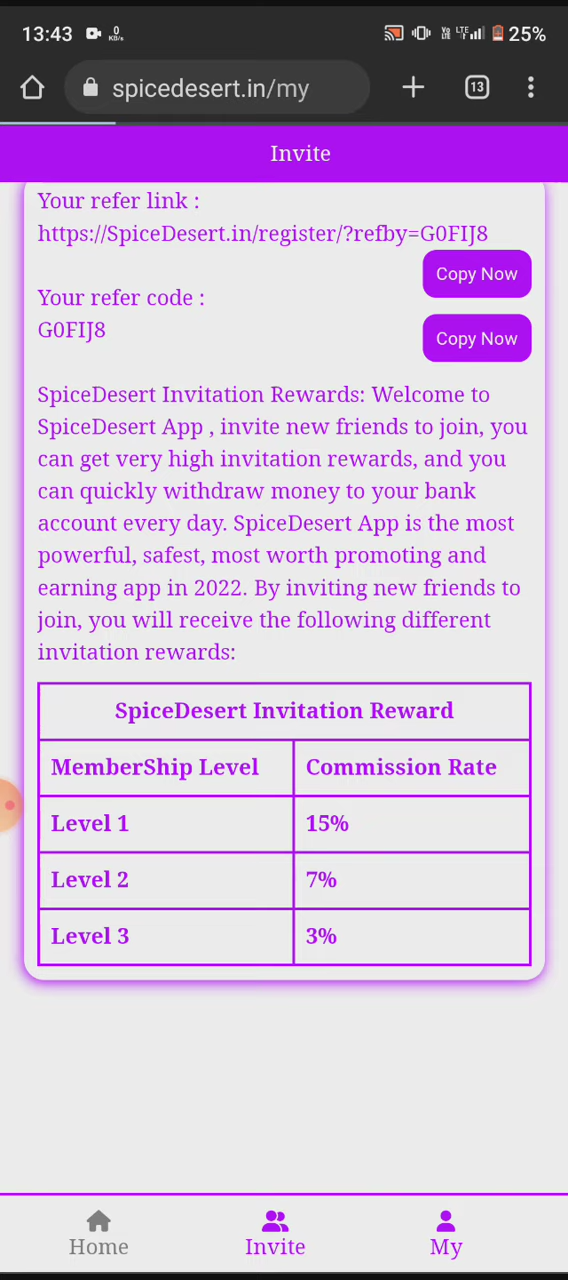 13:43 0 KB/s Vo LTE LTE 25%
spicedesert.in/my 13
Invite
Your refer link :
https://SpiceDesert.in/register/?refby=G0FIJ8
Copy Now
Your refer code :
G0FIJ8
Copy Now
SpiceDesert Invitation Rewards: Welcome to
SpiceDesert App , invite new friends to join, you
can get very high invitation rewards, and you
can quickly withdraw money to your bank
account every day. SpiceDesert App is the most
powerful, safest, most worth promoting and
earning app in 2022. By inviting new friends to
join, you will receive the following different
invitation rewards:
SpiceDesert Invitation Reward
MemberShip Level Commission Rate
Level 1 15%
Level 2 7%
Level 3 3%
Home Invite My